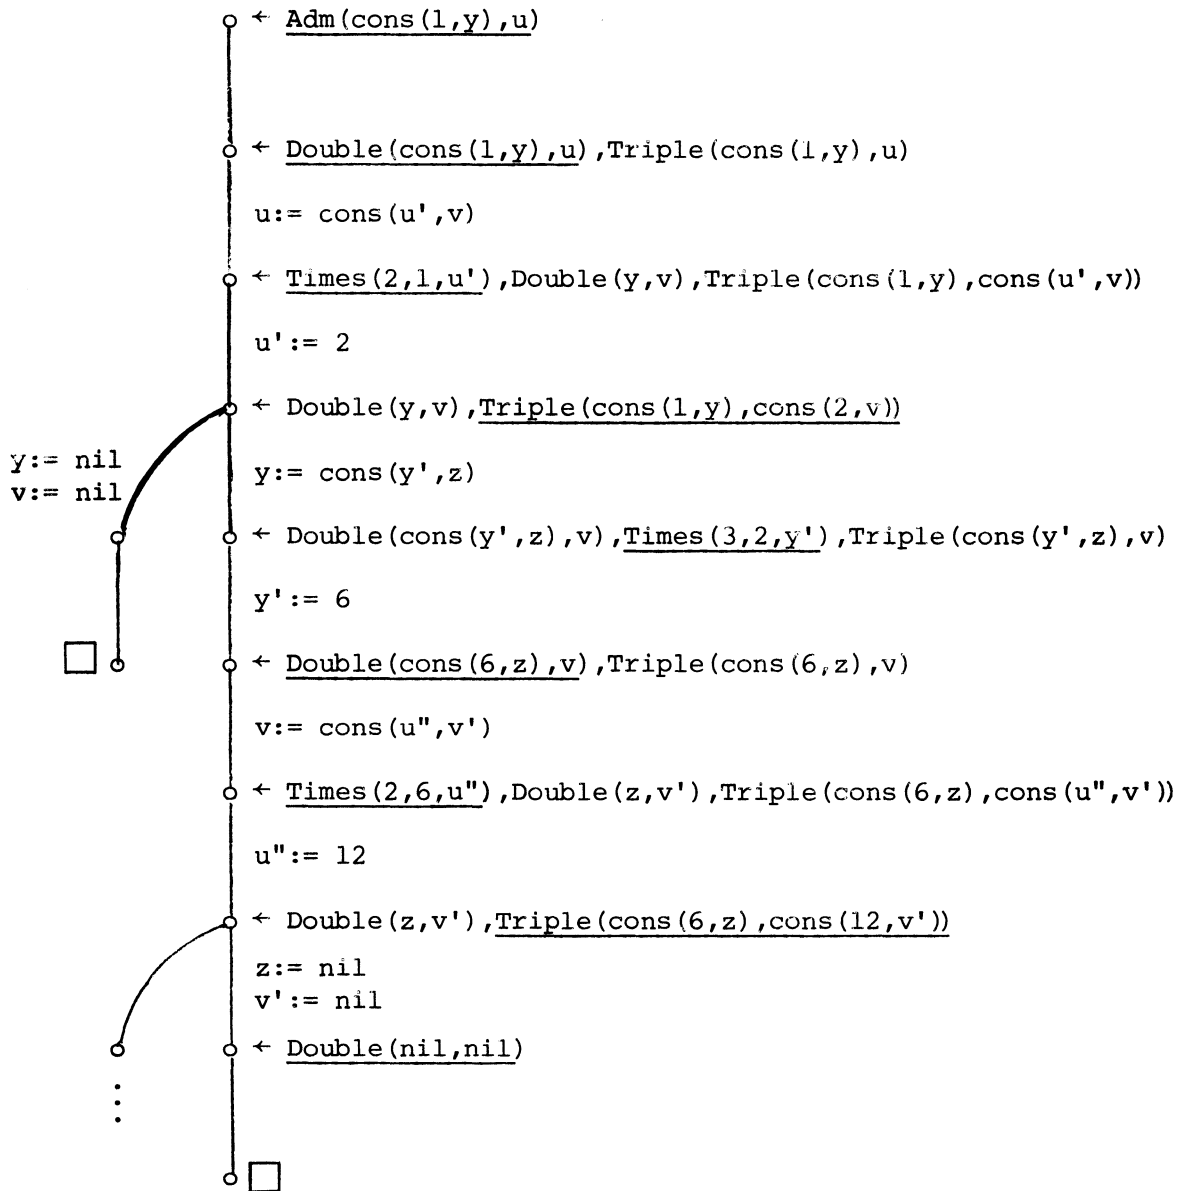 ← Adm(cons(1,y),u)
← Double(cons(1,y),u),Triple(cons(1,y),u)
u:= cons(u',v)
← Times(2,1,u'),Double(y,v),Triple(cons(1,y),cons(u',v))
u':= 2
← Double(y,v),Triple(cons(1,y),cons(2,v))
y:= nil
v:= nil
y:= cons(y',z)
← Double(cons(y',z),v),Times(3,2,y'),Triple(cons(y',z),v)
y':= 6
← Double(cons(6,z),v),Triple(cons(6,z),v)
v:= cons(u",v')
← Times(2,6,u"),Double(z,v'),Triple(cons(6,z),cons(u",v'))
u":= 12
← Double(z,v'),Triple(cons(6,z),cons(12,v'))
z:= nil
v':= nil
← Double(nil,nil)